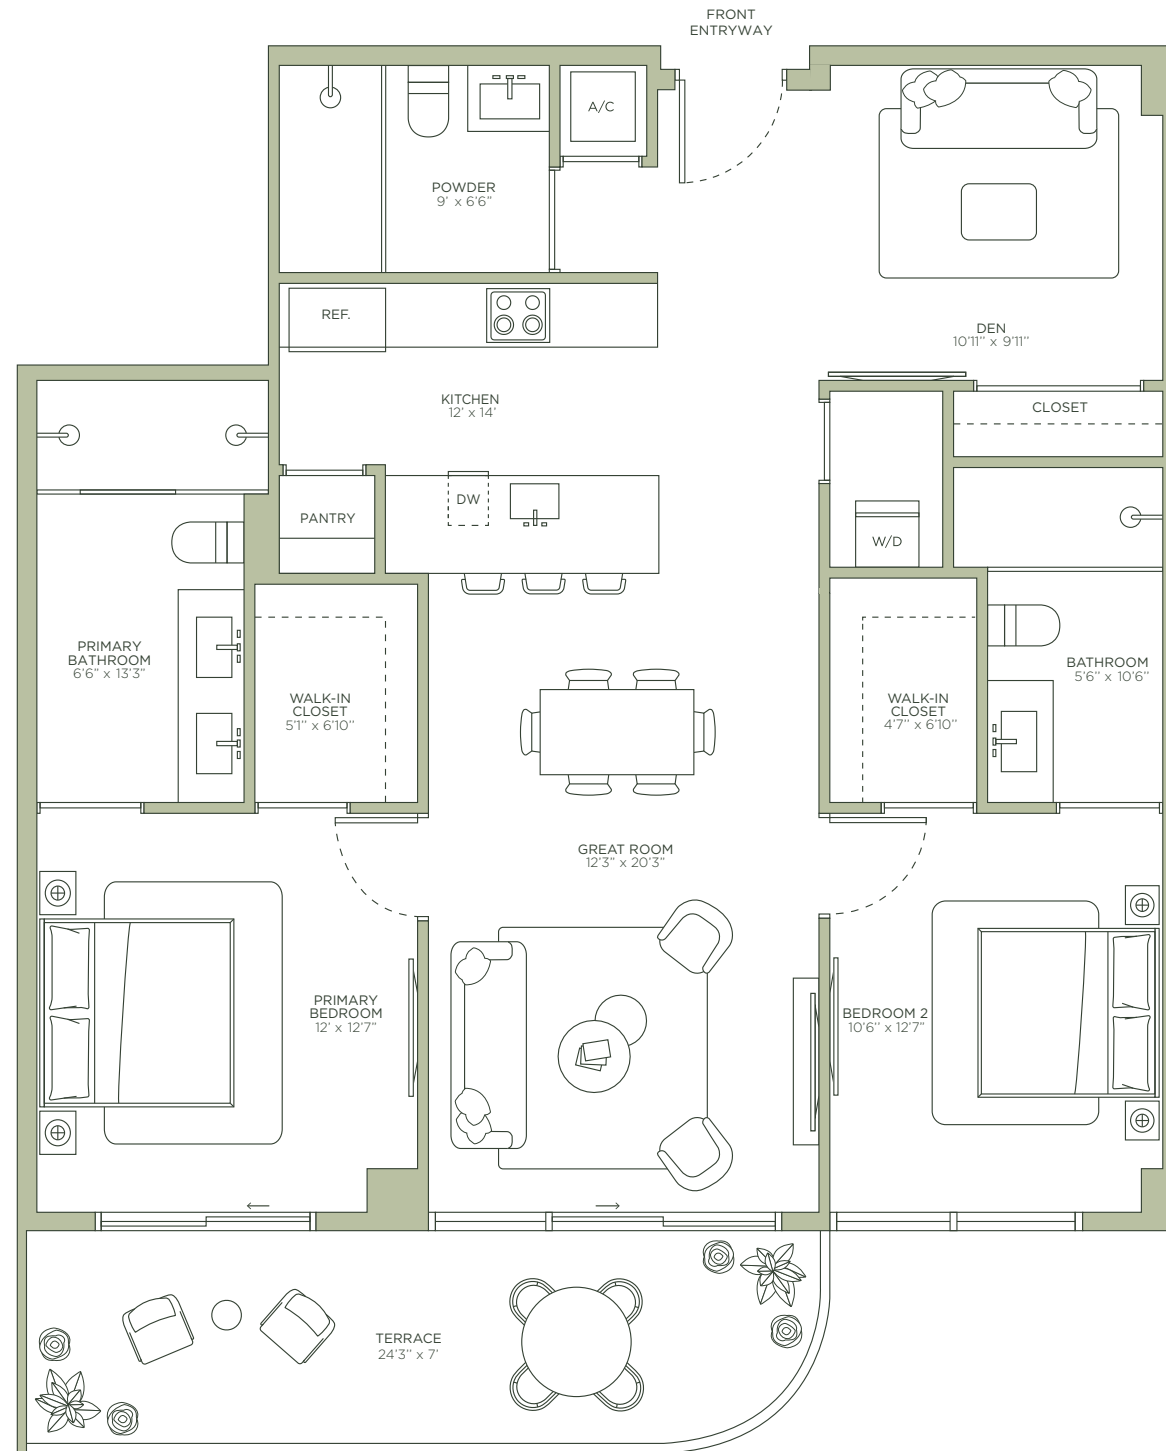 FRONT
ENTRYWAY
A/C
POWDER
9' x 6'6"
REF.
DEN
10'11" x 9'11"
KITCHEN
12' x 14'
CLOSET
DW
PANTRY
W/D
PRIMARY
BATHROOM
6'6" x 13'3"
WALK-IN
CLOSET
5'1" x 6'10"
WALK-IN
CLOSET
4'7" x 6'10"
BATHROOM
5'6" x 10'6"
GREAT ROOM
12'3" x 20'3"
PRIMARY
BEDROOM
12' x 12'7"
BEDROOM 2
10'6" x 12'7"
TERRACE
24'3" x 7'